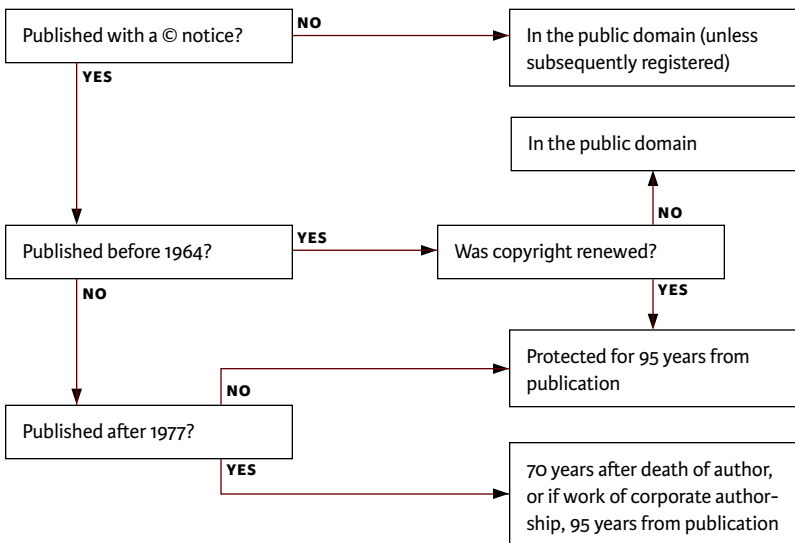 Published with a © notice?
NO
In the public domain (unless
subsequently registered)
YES
In the public domain
NO
Published before 1964?
YES
Was copyright renewed?
NO
YES
Protected for 95 years from
publication
NO
Published after 1977?
YES
70 years after death of author,
or if work of corporate author-
ship, 95 years from publication